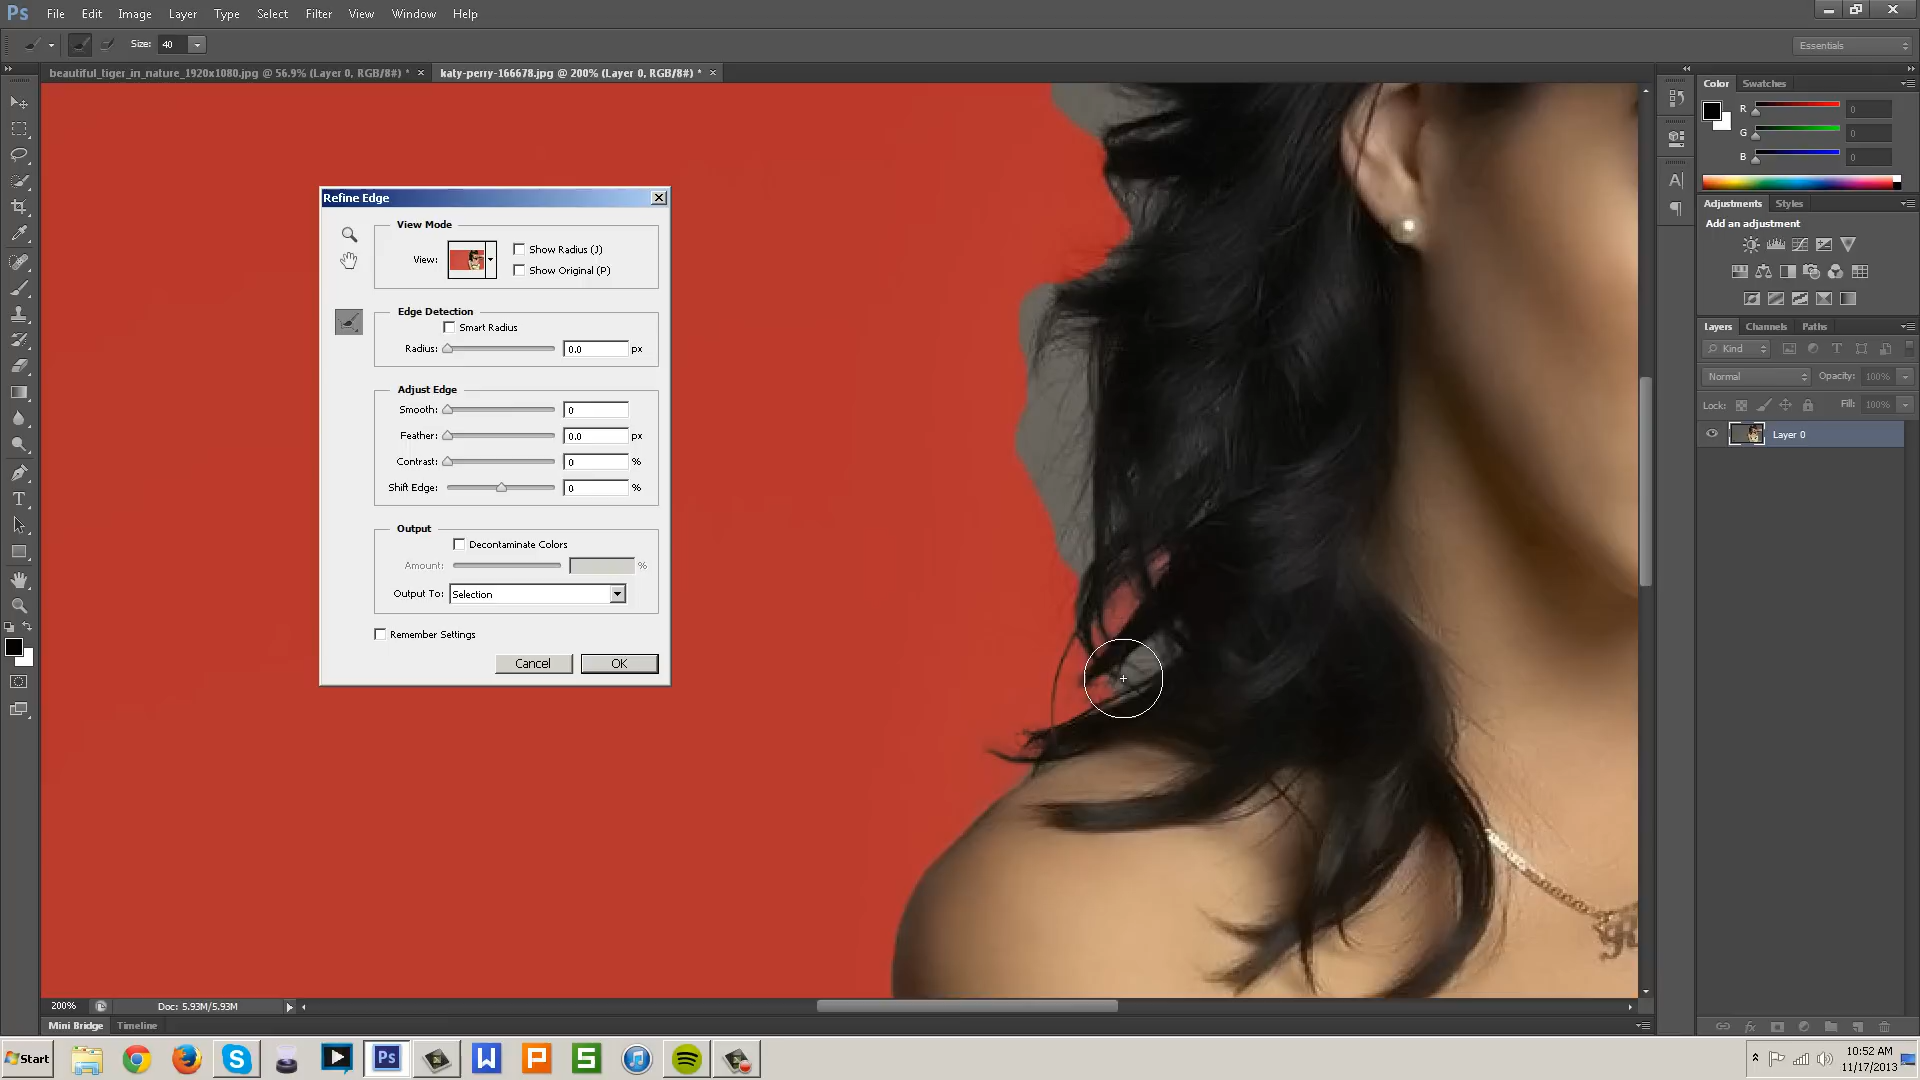 Ps File Edit Image Layer Type Select Filter View Window Help
Size: 40 Essentials
beautiful_tiger_in_nature_1920x1080.jpg @ 56.9% (Layer 0, RGB/8#) * × katy-perry-166678.jpg @ 200% (Layer 0, RGB/8#) * ×
Color Swatches
R 0
G 0
B 0
Refine Edge
View Mode
View: Show Radius (J)
Show Original (P)
Edge Detection
Smart Radius
Radius: 0.0 px
Adjust Edge
Smooth: 0
Feather: 0.0 px
Contrast: 0 %
Shift Edge: 0 %
Output
Decontaminate Colors
Amount: %
Output To: Selection
Remember Settings
Cancel OK
Adjustments Styles
Add an adjustment
Layers Channels Paths
Kind
Normal Opacity: 100%
Lock: Fill: 100%
Layer 0
200% Doc: 5.93M/5.93M
Mini Bridge Timeline
Start S Ps W P S 10:52 AM
11/17/2013